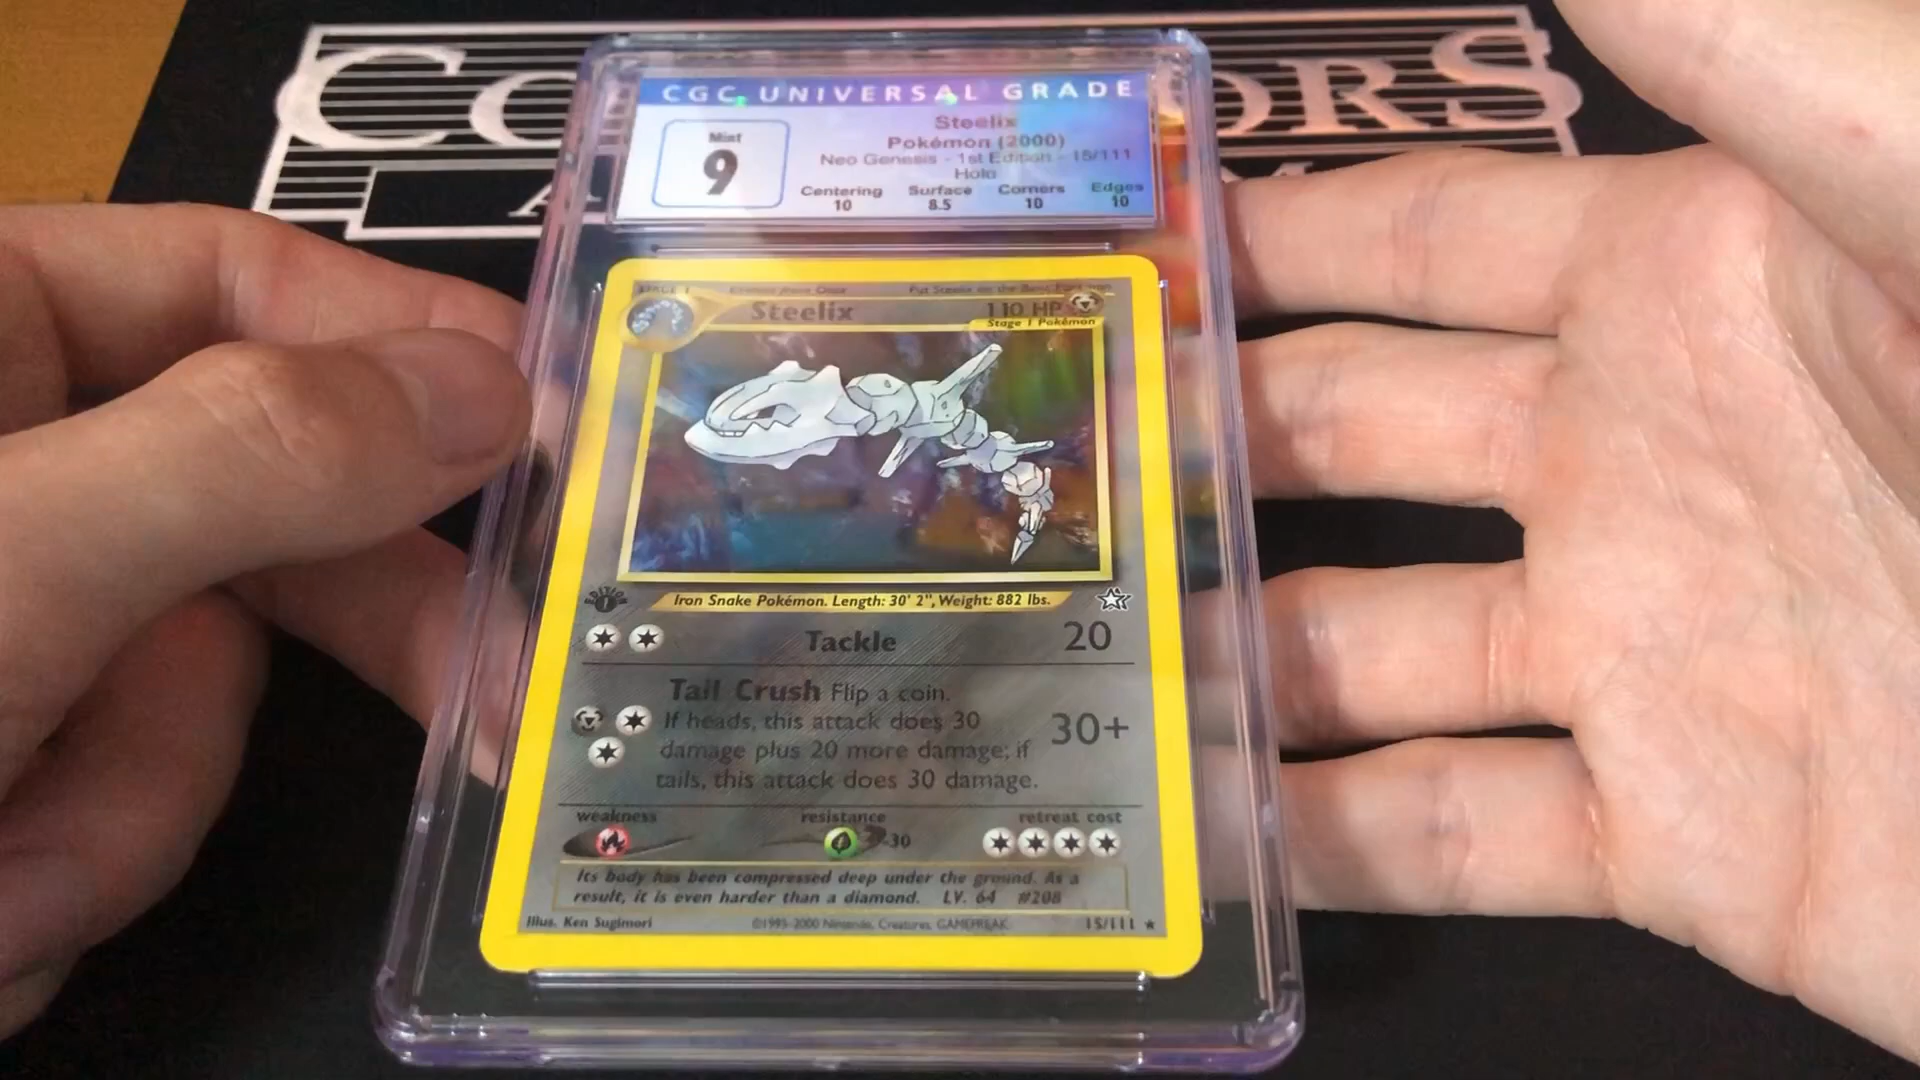 CGC UNIVERSAL GRADE
Mint
9
Steelix
Pokémon (2000)
Neo Genesis - 1st Edition - 15/111
Holo
Centering Surface Corners Edges
10 8.5 10 10
STAGE 1
Steelix 110 HP
Stage 1 Pokémon
EDITION
1
Iron Snake Pokémon. Length: 30' 2", Weight: 882 lbs.
Tackle 20
Tail Crush Flip a coin.
If heads, this attack does 30
damage plus 20 more damage; if
tails, this attack does 30 damage.
30+
weakness resistance retreat cost
-30
Its body has been compressed deep under the ground. As a
result, it is even harder than a diamond. LV. 64 #208
Illus. Ken Sugimori ©1995-2000 Nintendo, Creatures, GAMEFREAK. 15/111